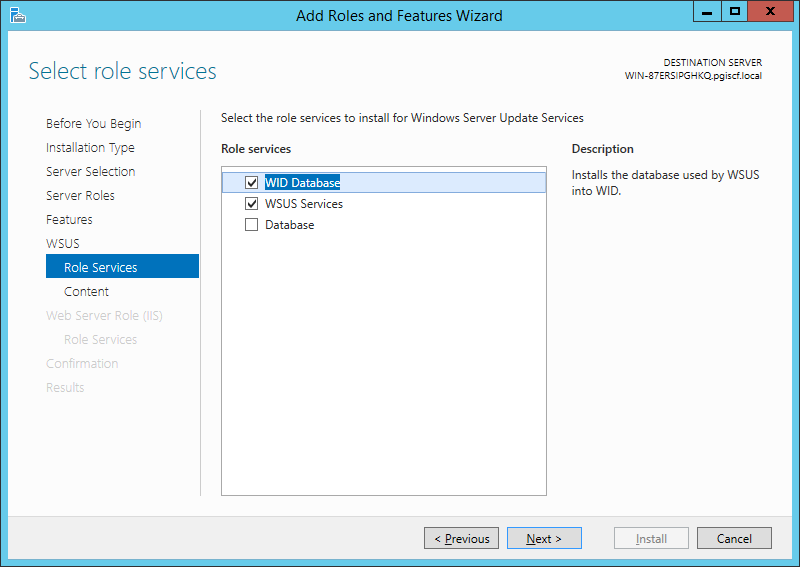 Add Roles and Features Wizard
Select role services
DESTINATION SERVER
WIN-87ERSIPGHKQ.pgiscf.local
Before You Begin
Installation Type
Server Selection
Server Roles
Features
WSUS
Role Services
Content
Web Server Role (IIS)
Role Services
Confirmation
Results
Select the role services to install for Windows Server Update Services
Role services
WID Database
WSUS Services
Database
Description
Installs the database used by WSUS
into WID.
< Previous
Next >
Install
Cancel